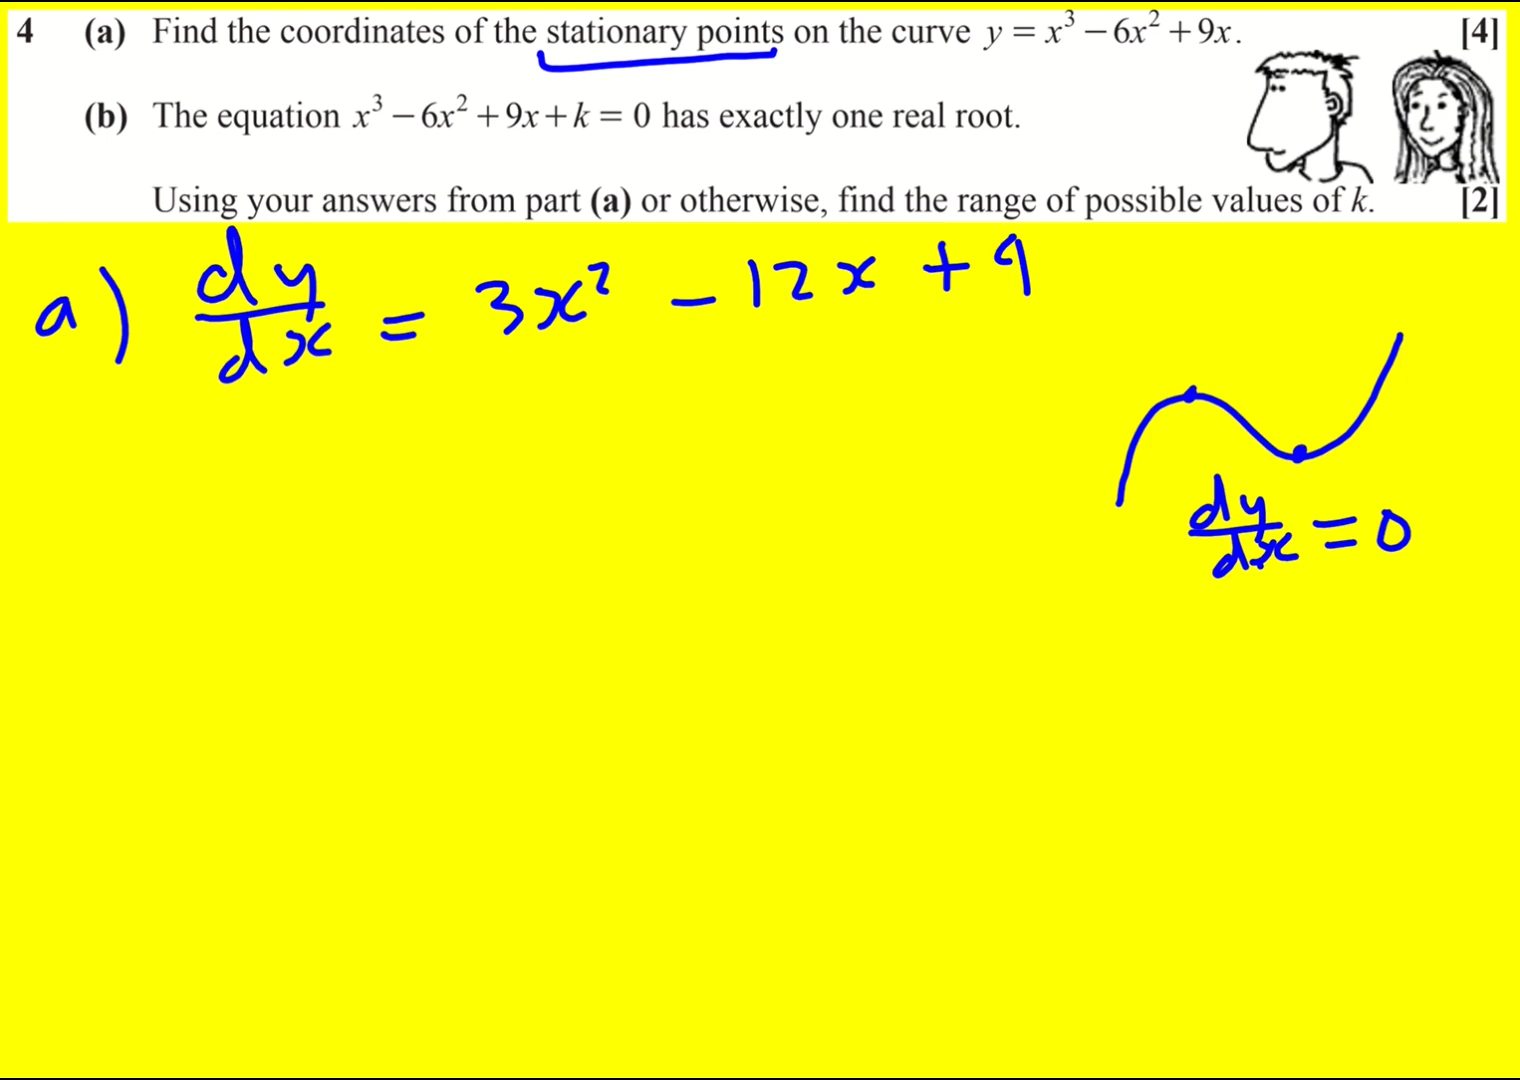 4 (a) Find the coordinates of the stationary points on the curve y = x³ − 6x² + 9x. [4]
(b) The equation x³ − 6x² + 9x + k = 0 has exactly one real root.
Using your answers from part (a) or otherwise, find the range of possible values of k. [2]
a) dy/dx = 3x² − 12x + 9
dy/dx = 0